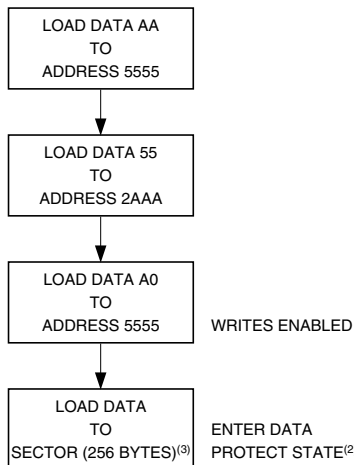 LOAD DATA AA
TO
ADDRESS 5555
LOAD DATA 55
TO
ADDRESS 2AAA
LOAD DATA A0
TO
ADDRESS 5555
WRITES ENABLED
LOAD DATA
TO
SECTOR (256 BYTES)(3)
ENTER DATA
PROTECT STATE(2